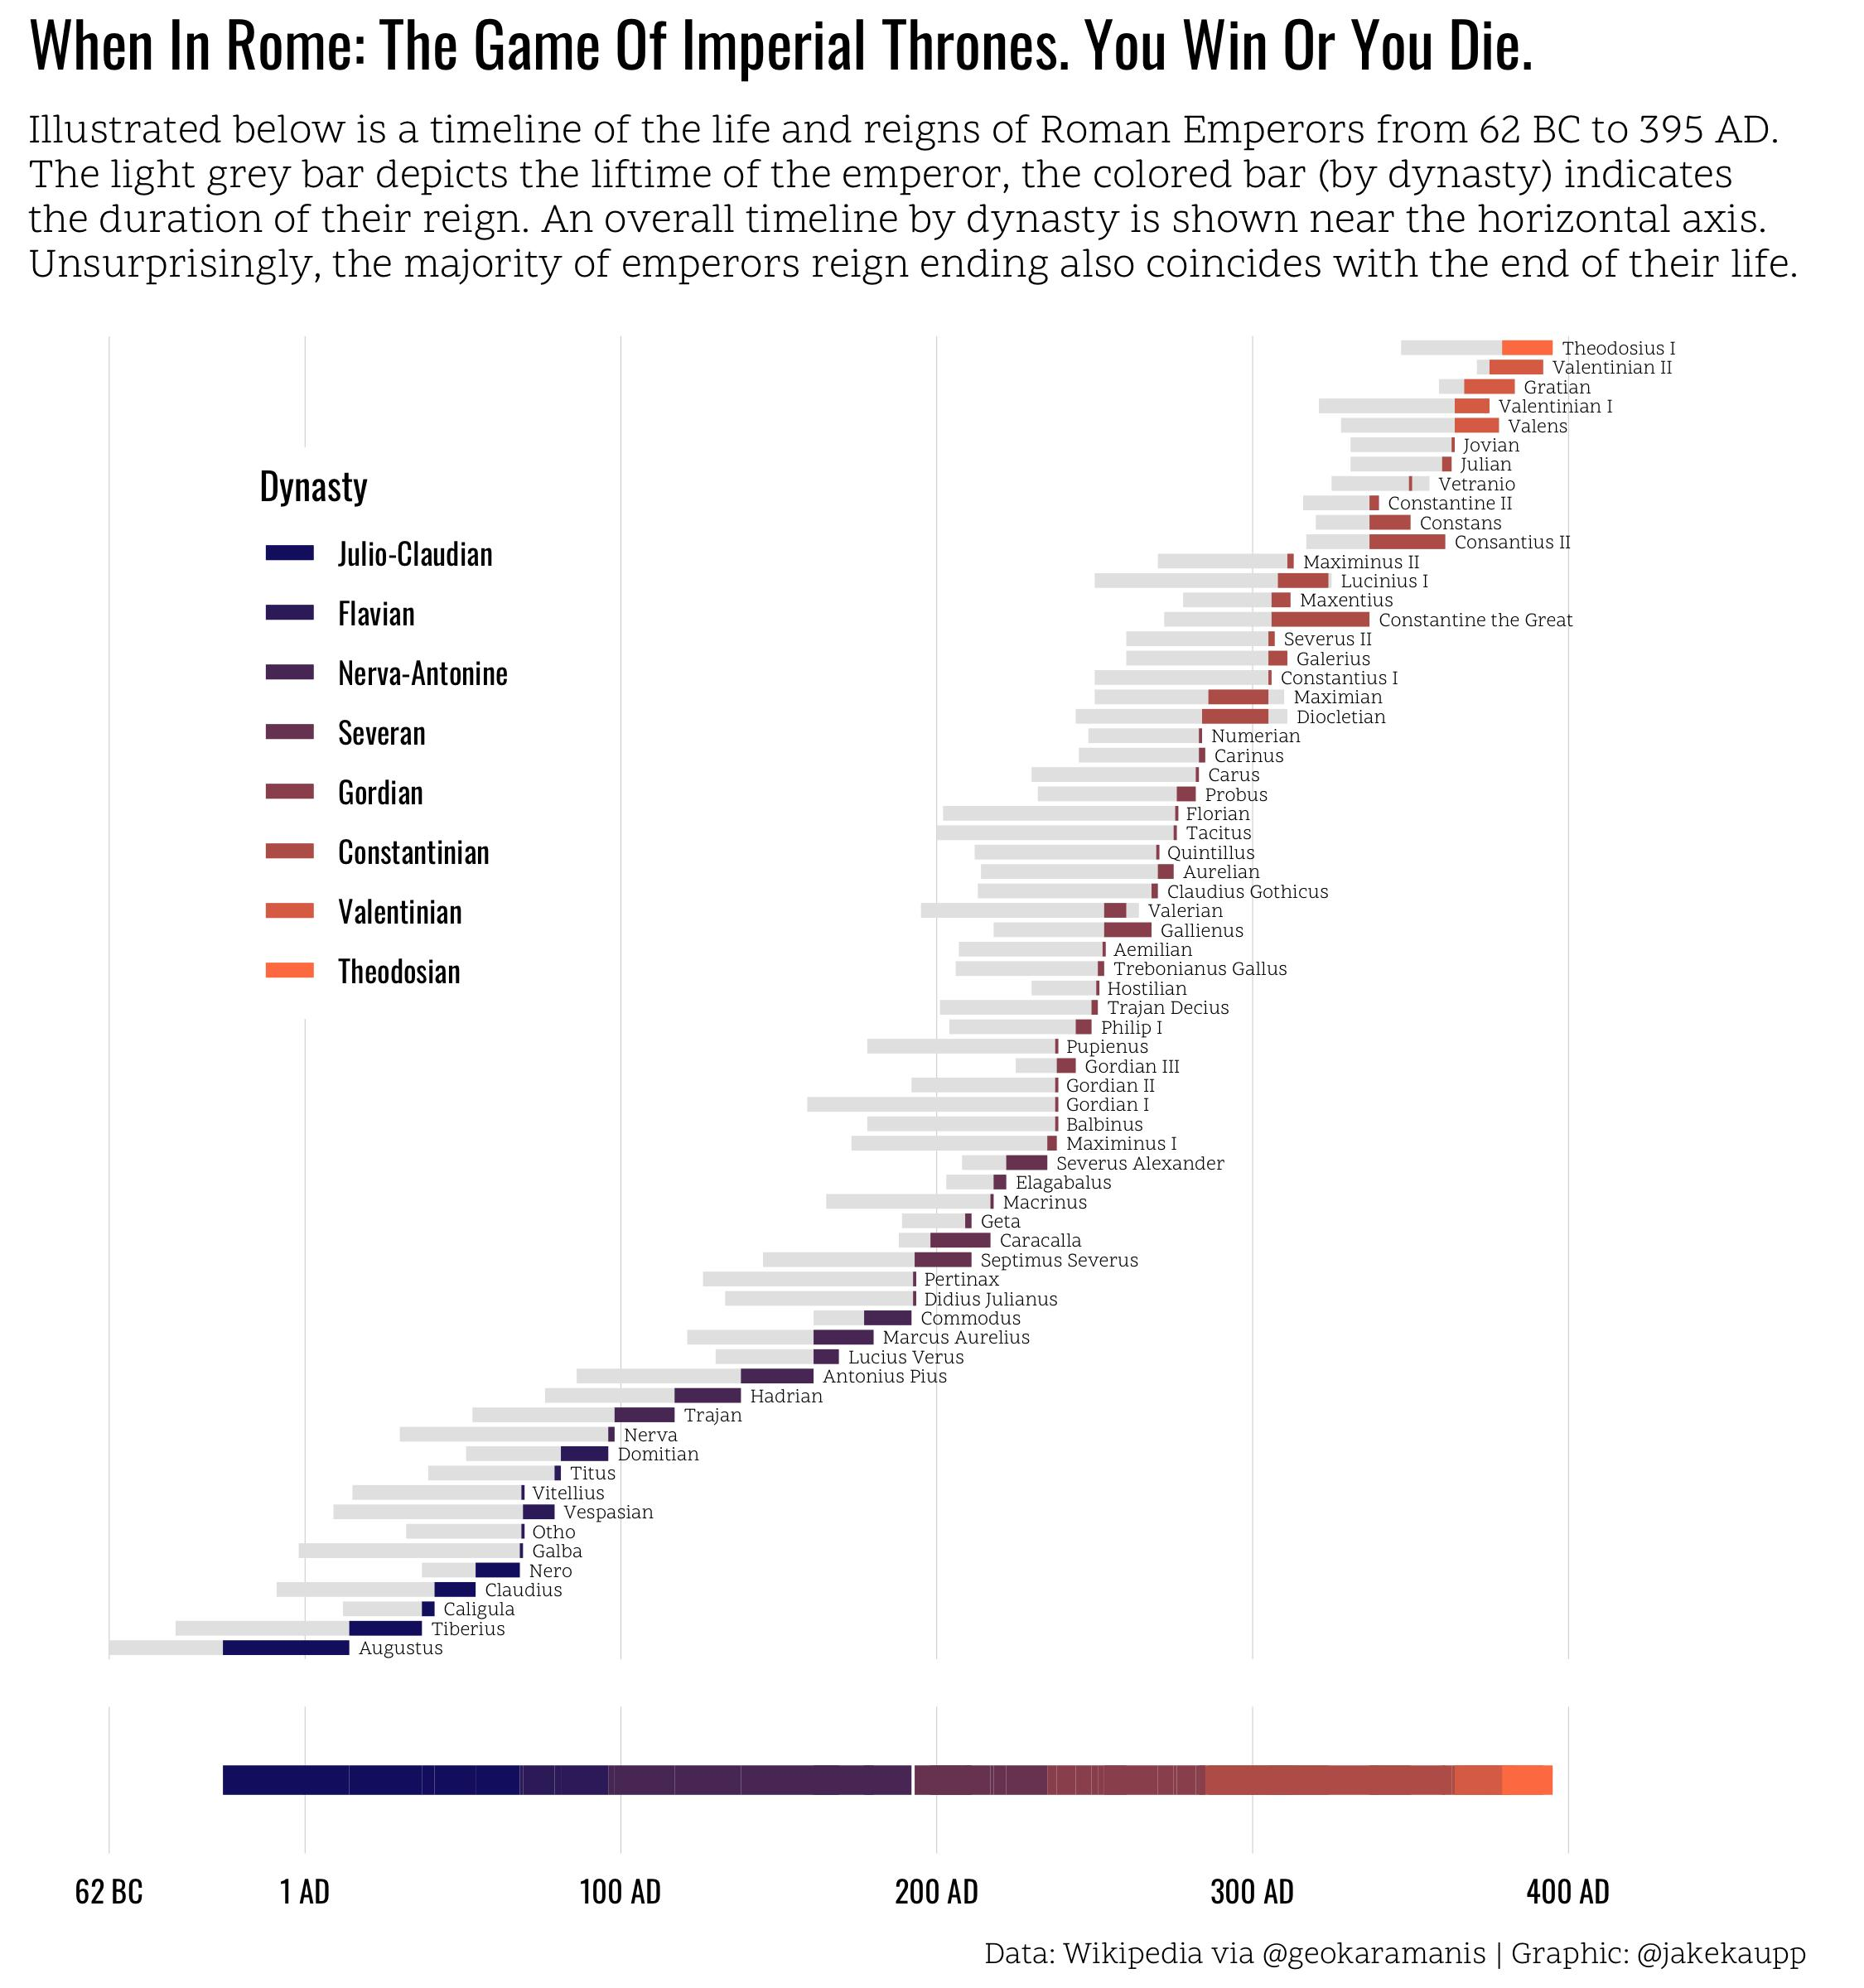 When In Rome: The Game Of Imperial Thrones. You Win Or You Die.
Illustrated below is a timeline of the life and reigns of Roman Emperors from 62 BC to 395 AD.
The light grey bar depicts the liftime of the emperor, the colored bar (by dynasty) indicates
the duration of their reign. An overall timeline by dynasty is shown near the horizontal axis.
Unsurprisingly, the majority of emperors reign ending also coincides with the end of their life.
Dynasty
Julio-Claudian
Flavian
Nerva-Antonine
Severan
Gordian
Constantinian
Valentinian
Theodosian
Theodosius I
Valentinian II
Gratian
Valentinian I
Valens
Jovian
Julian
Vetranio
Constantine II
Constans
Consantius II
Maximinus II
Lucinius I
Maxentius
Constantine the Great
Severus II
Galerius
Constantius I
Maximian
Diocletian
Numerian
Carinus
Carus
Probus
Florian
Tacitus
Quintillus
Aurelian
Claudius Gothicus
Valerian
Gallienus
Aemilian
Trebonianus Gallus
Hostilian
Trajan Decius
Philip I
Pupienus
Gordian III
Gordian II
Gordian I
Balbinus
Maximinus I
Severus Alexander
Elagabalus
Macrinus
Geta
Caracalla
Septimus Severus
Pertinax
Didius Julianus
Commodus
Marcus Aurelius
Lucius Verus
Antonius Pius
Hadrian
Trajan
Nerva
Domitian
Titus
Vitellius
Vespasian
Otho
Galba
Nero
Claudius
Caligula
Tiberius
Augustus
62 BC 1 AD 100 AD 200 AD 300 AD 400 AD
Data: Wikipedia via @geokaramanis | Graphic: @jakekaupp